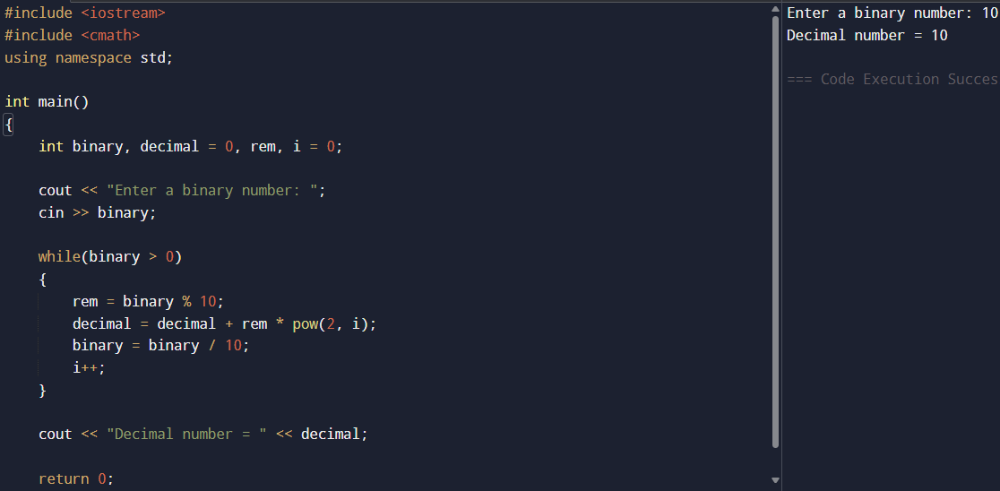 #include <iostream>
#include <cmath>
using namespace std;
int main()
{
    int binary, decimal = 0, rem, i = 0;
    cout << "Enter a binary number: ";
    cin >> binary;
    while(binary > 0)
    {
        rem = binary % 10;
        decimal = decimal + rem * pow(2, i);
        binary = binary / 10;
        i++;
    }
    cout << "Decimal number = " << decimal;
    return 0;
Enter a binary number: 10
Decimal number = 10
=== Code Execution Succes